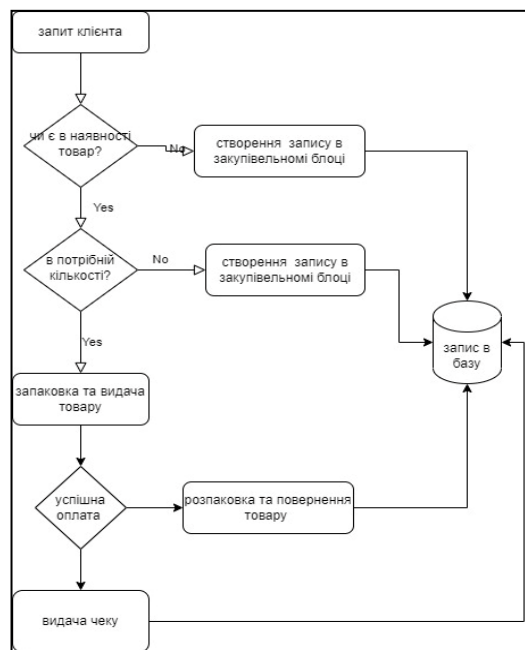 запит клієнта
чи є в наявності
товар?
No
створення запису в
закупівельному блоці
Yes
в потрібній
кількості?
No
створення запису в
закупівельному блоці
запис в
базу
Yes
запаковка та видача
товару
успішна
оплата
розпаковка та повернення
товару
видача чеку